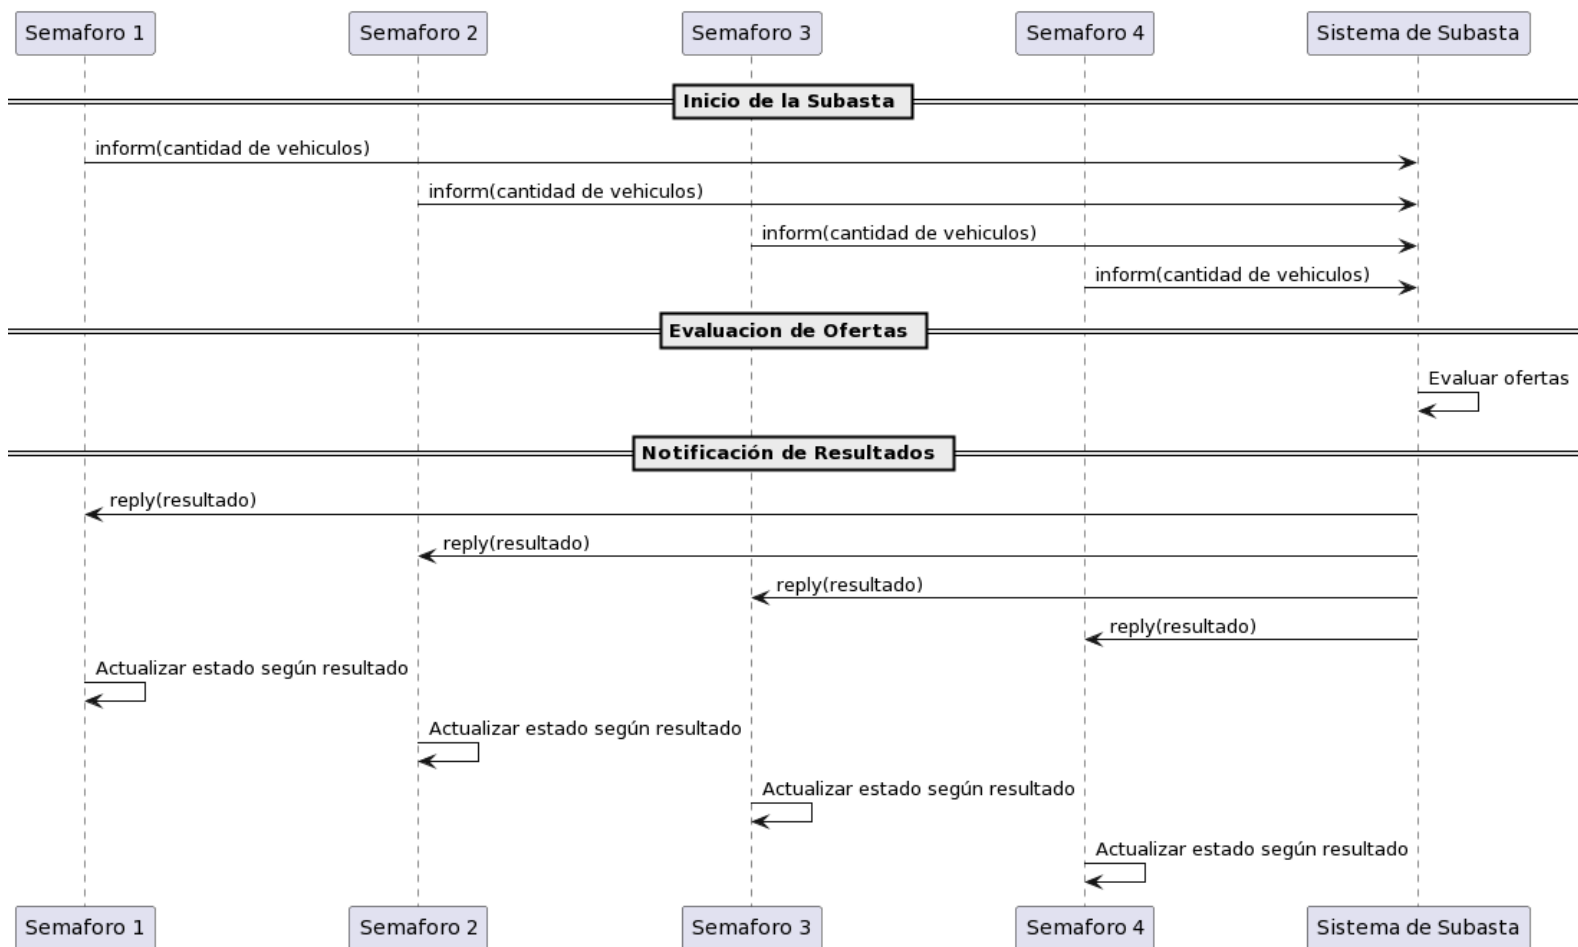 Semaforo 1 Semaforo 2 Semaforo 3 Semaforo 4 Sistema de Subasta
Inicio de la Subasta
inform(cantidad de vehiculos)
inform(cantidad de vehiculos)
inform(cantidad de vehiculos)
inform(cantidad de vehiculos)
Evaluacion de Ofertas
Evaluar ofertas
Notificación de Resultados
reply(resultado)
reply(resultado)
reply(resultado)
reply(resultado)
Actualizar estado según resultado
Actualizar estado según resultado
Actualizar estado según resultado
Actualizar estado según resultado
Semaforo 1 Semaforo 2 Semaforo 3 Semaforo 4 Sistema de Subasta